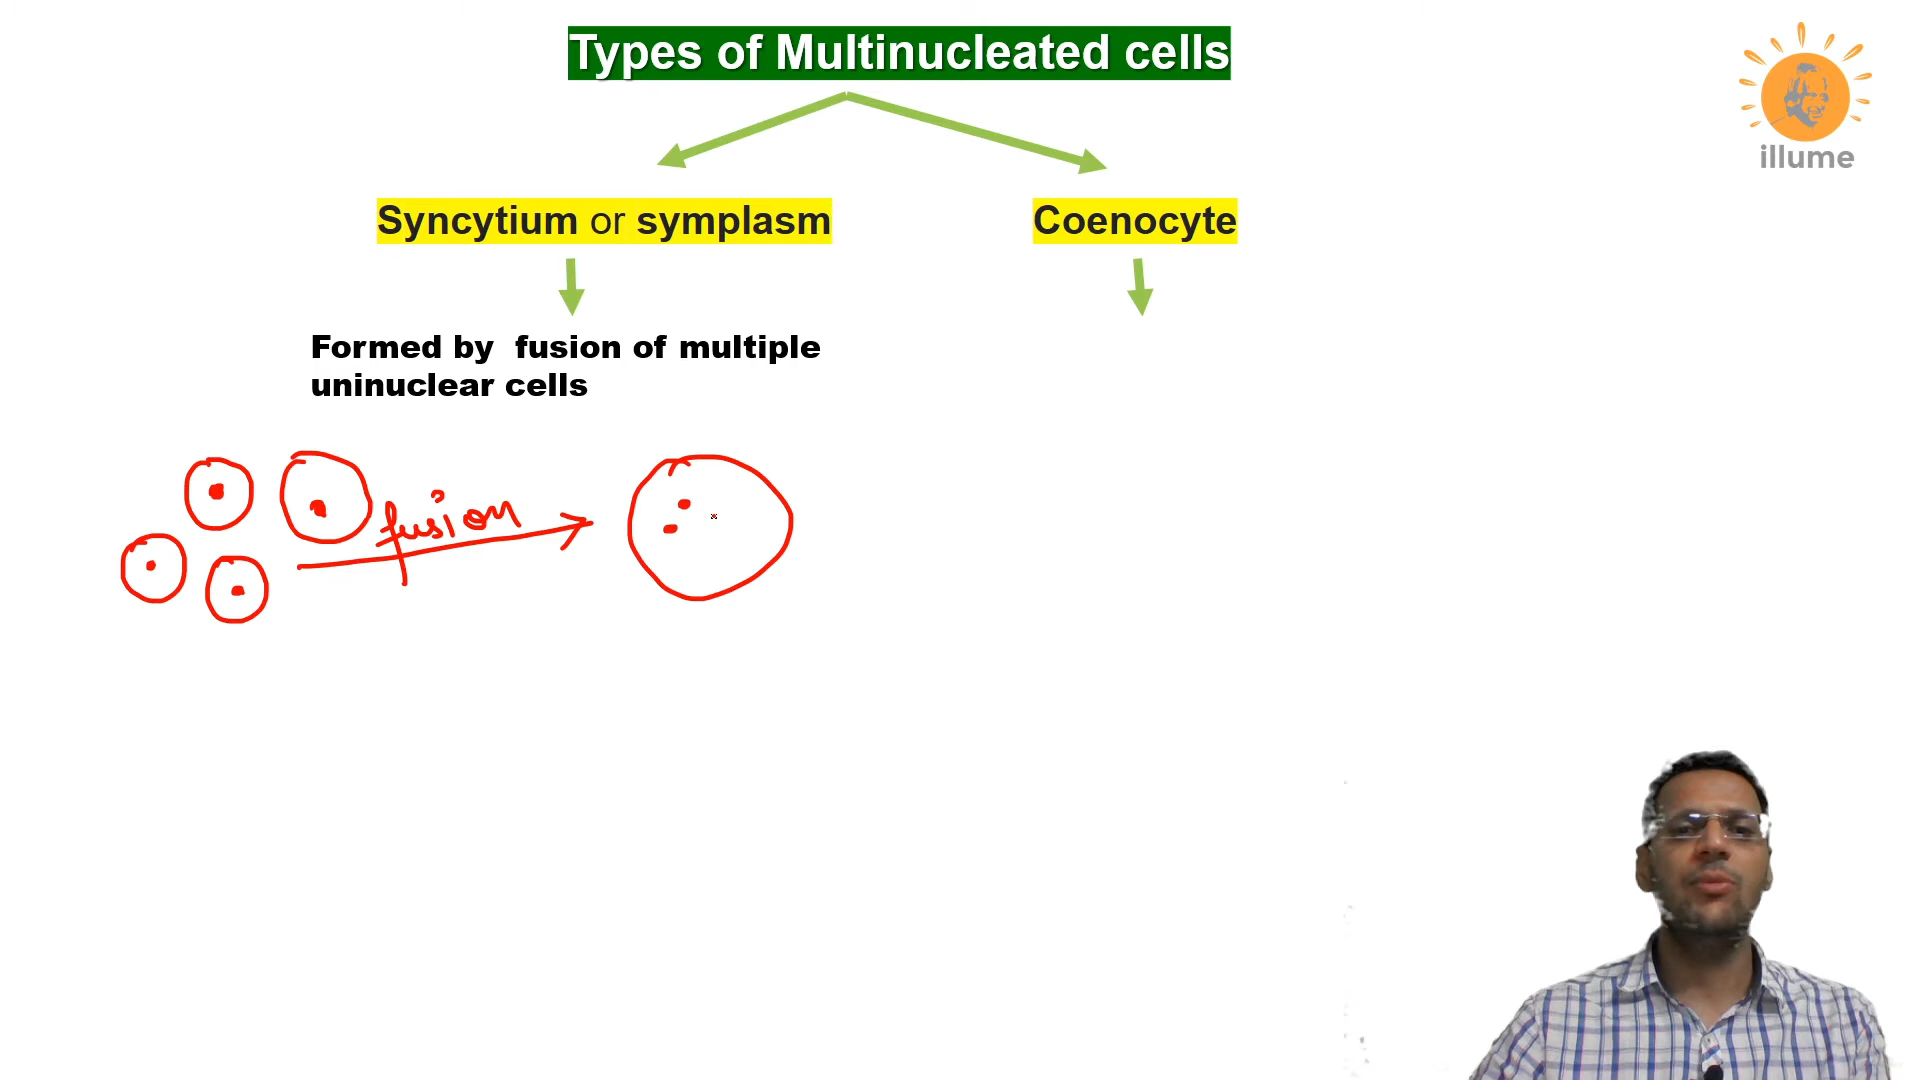 Types of Multinucleated cells
illume
Syncytium or symplasm
Coenocyte
Formed by fusion of multiple
uninuclear cells
fusion